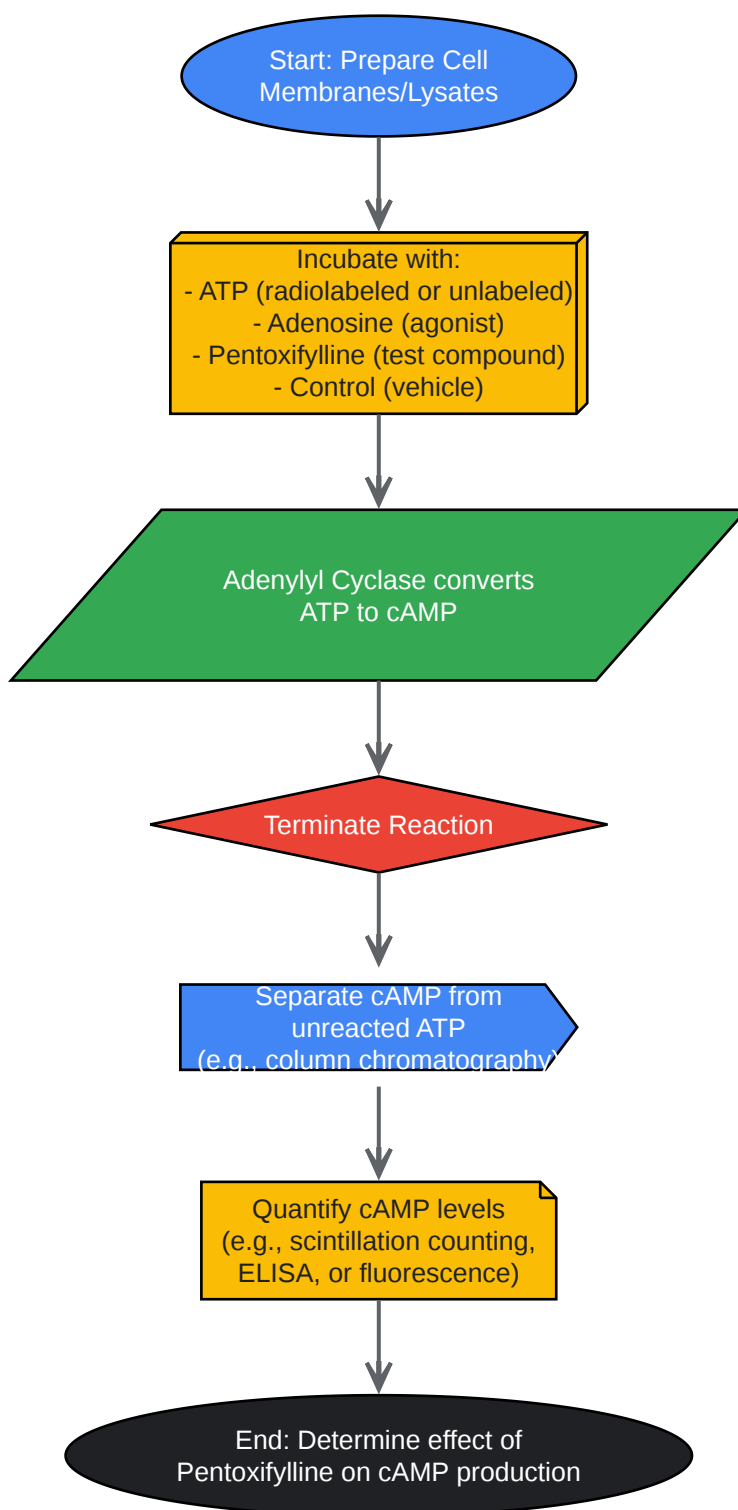 Start: Prepare Cell
Membranes/Lysates
Incubate with:
- ATP (radiolabeled or unlabeled)
- Adenosine (agonist)
- Pentoxifylline (test compound)
- Control (vehicle)
Adenylyl Cyclase converts
ATP to cAMP
Terminate Reaction
Separate cAMP from
unreacted ATP
(e.g., column chromatography)
Quantify cAMP levels
(e.g., scintillation counting,
ELISA, or fluorescence)
End: Determine effect of
Pentoxifylline on cAMP production